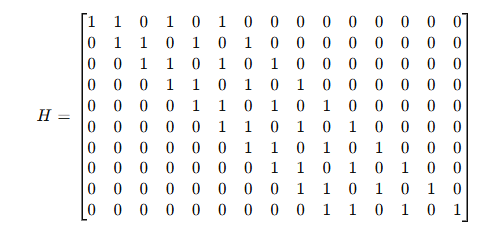 H =
1 1 0 1 0 1 0 0 0 0 0 0 0 0 0
0 1 1 0 1 0 1 0 0 0 0 0 0 0 0
0 0 1 1 0 1 0 1 0 0 0 0 0 0 0
0 0 0 1 1 0 1 0 1 0 0 0 0 0 0
0 0 0 0 1 1 0 1 0 1 0 0 0 0 0
0 0 0 0 0 1 1 0 1 0 1 0 0 0 0
0 0 0 0 0 0 1 1 0 1 0 1 0 0 0
0 0 0 0 0 0 0 1 1 0 1 0 1 0 0
0 0 0 0 0 0 0 0 1 1 0 1 0 1 0
0 0 0 0 0 0 0 0 0 1 1 0 1 0 1